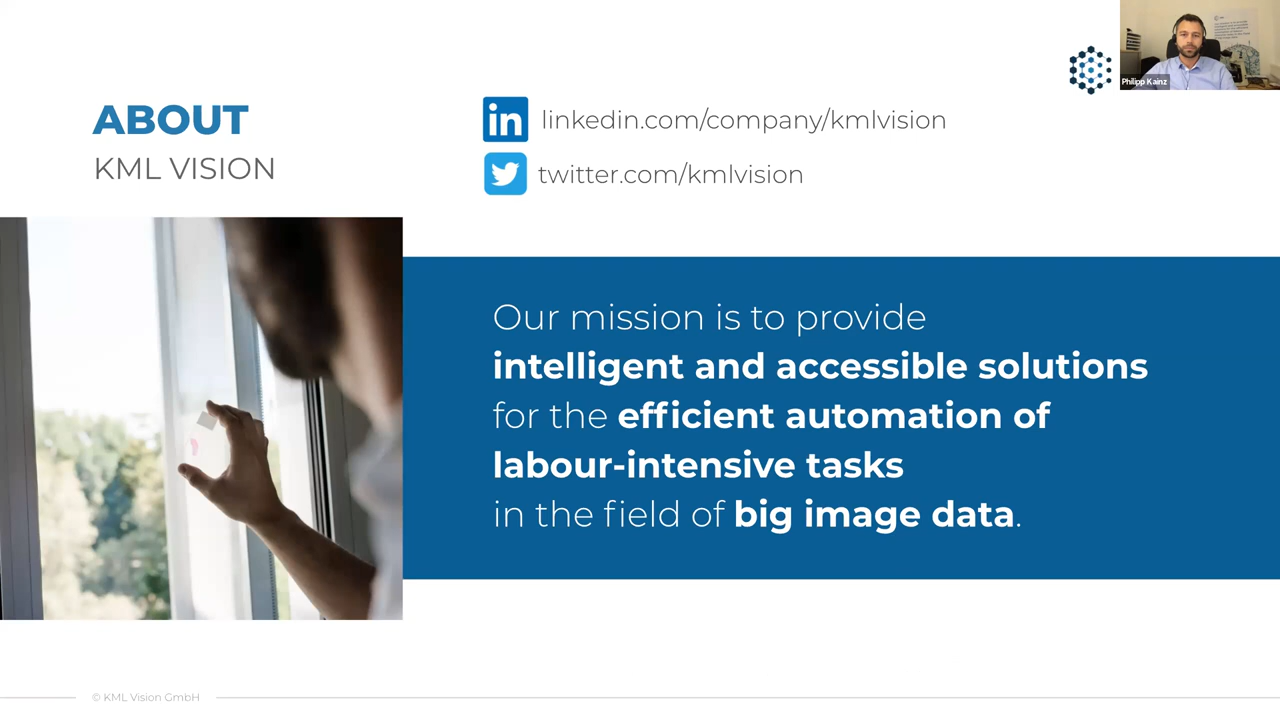 ABOUT
KML VISION
linkedin.com/company/kmlvision
twitter.com/kmlvision
Philipp Kainz
Our mission is to provide
intelligent and accessible solutions
for the efficient automation of
labour-intensive tasks
in the field of big image data.
© KML Vision GmbH